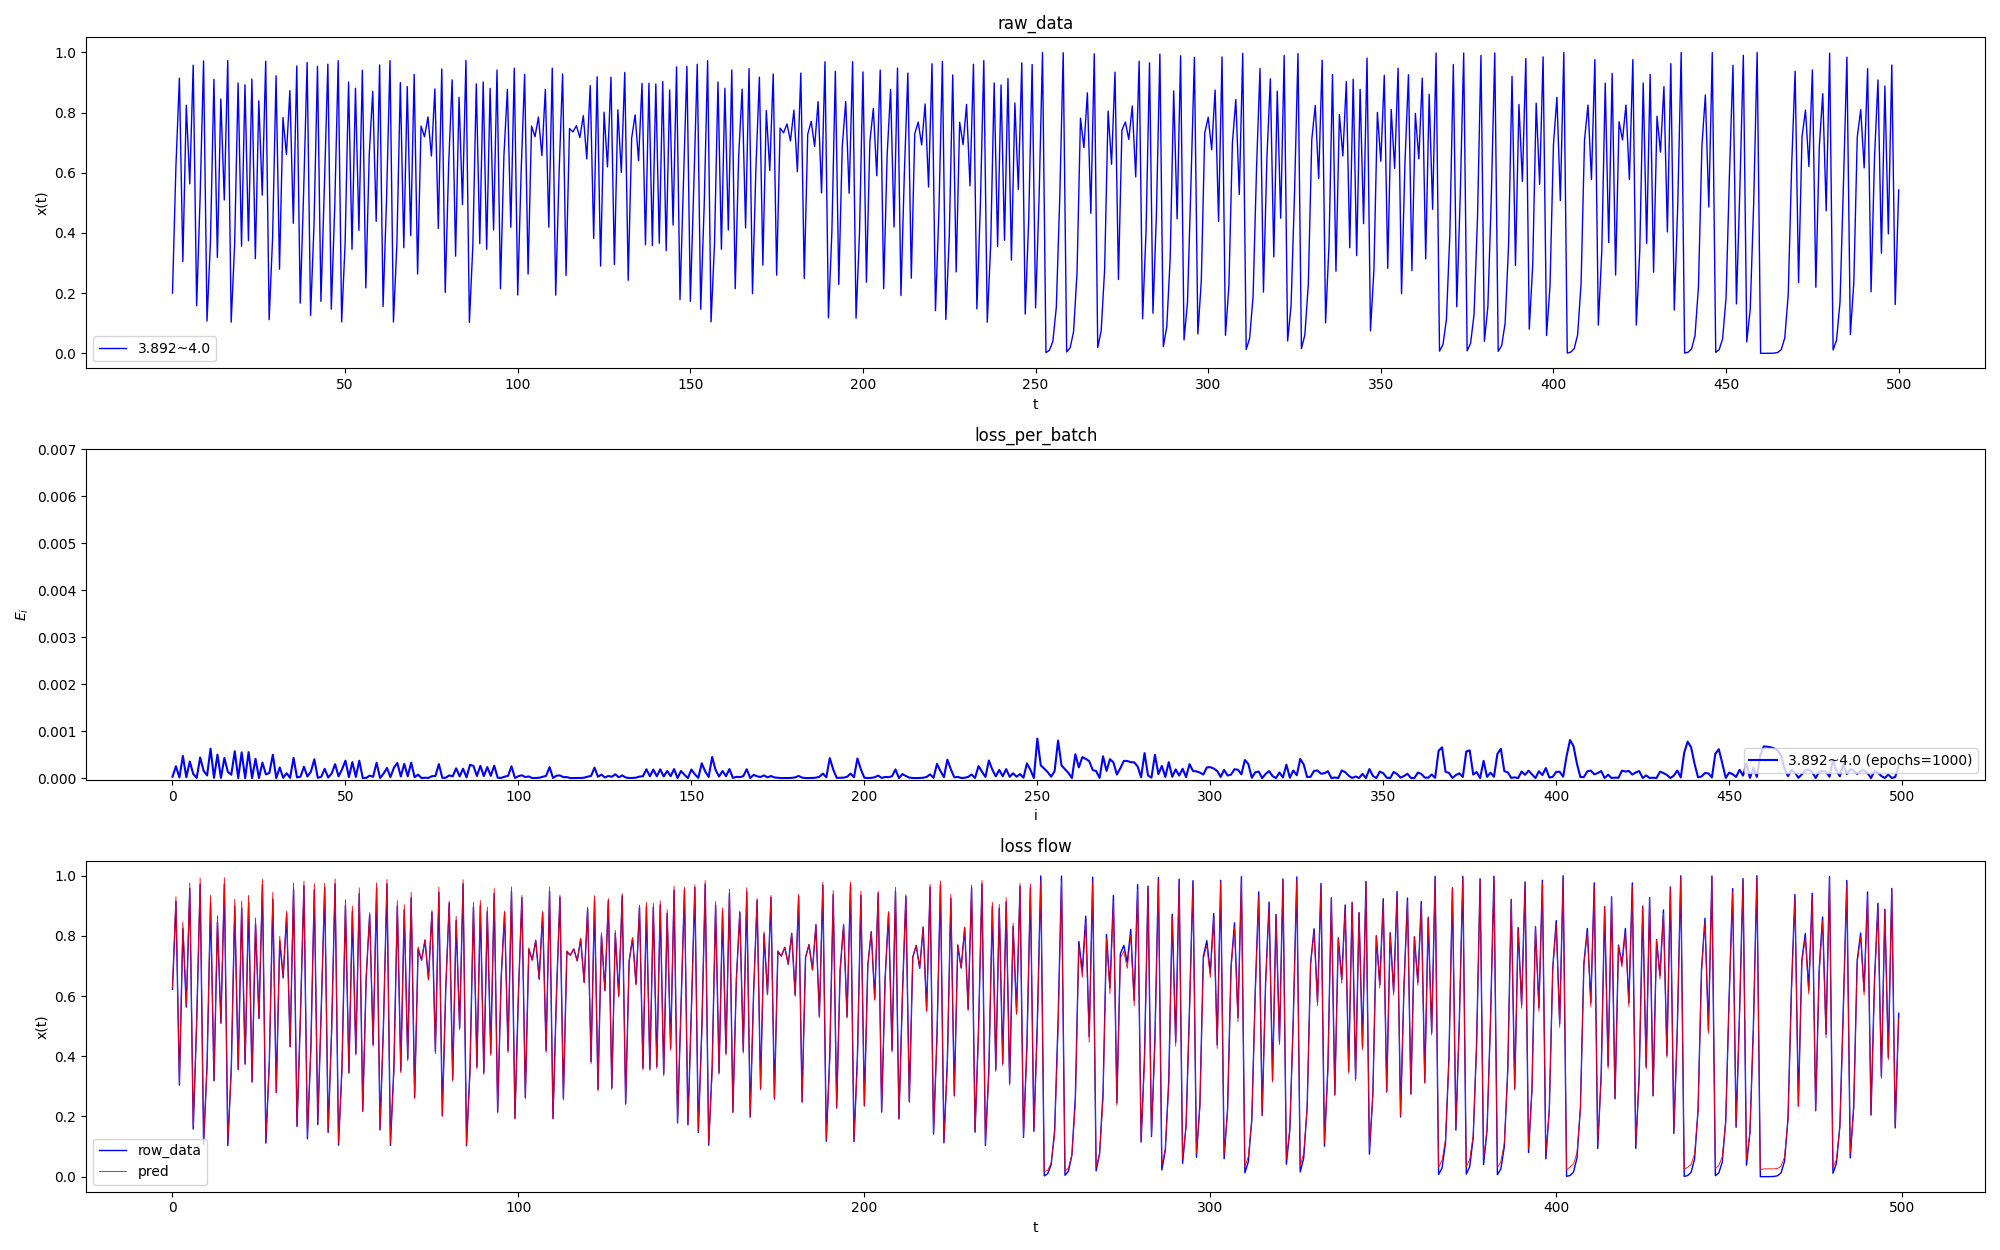 raw_data
x(t)
1.0
0.8
0.6
0.4
0.2
0.0
3.892~4.0
50 100 150 200 250 300 350 400 450 500
t
loss_per_batch
E_i
0.007
0.006
0.005
0.004
0.003
0.002
0.001
0.000
3.892~4.0 (epochs=1000)
0 50 100 150 200 250 300 350 400 450 500
i
loss flow
x(t)
1.0
0.8
0.6
0.4
0.2
0.0
row_data
pred
0 100 200 300 400 500
t